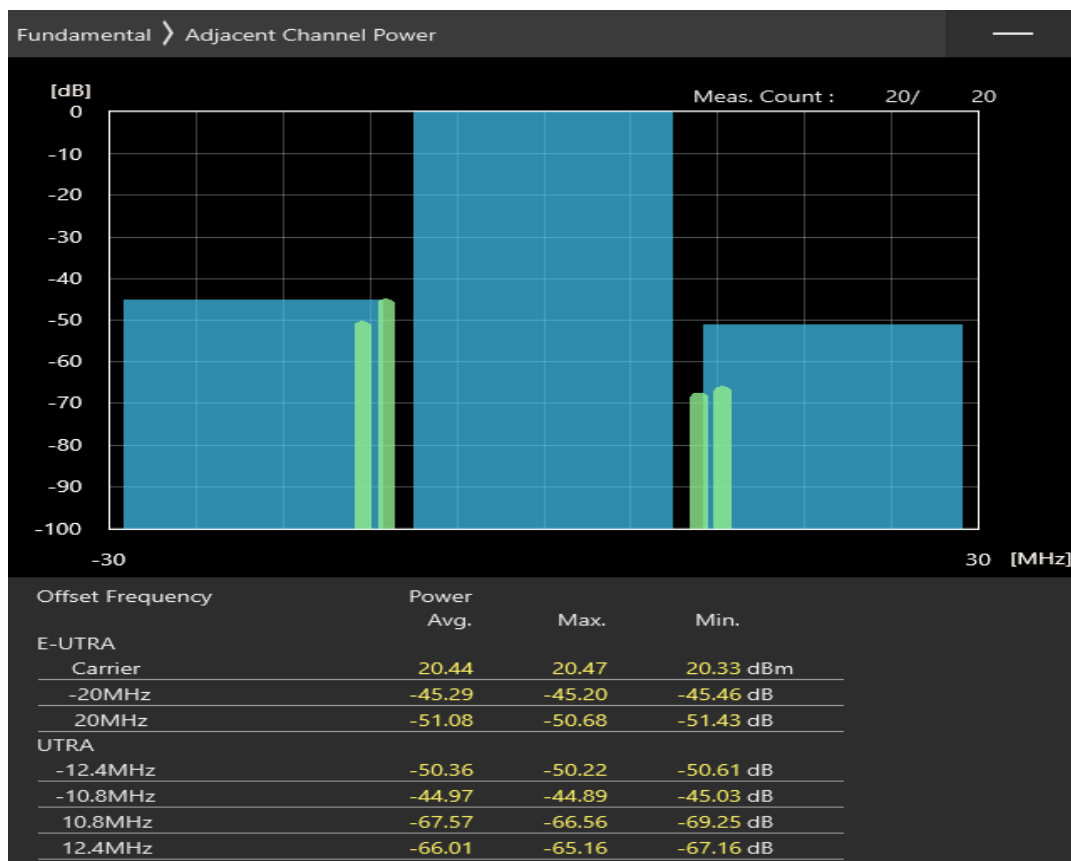 Fundamental ❯ Adjacent Channel Power
[dB]
Meas. Count : 20/ 20
0
-10
-20
-30
-40
-50
-60
-70
-80
-90
-100
-30 30 [MHz]
Offset Frequency Power
Avg. Max. Min.
E-UTRA
Carrier 20.44 20.47 20.33 dBm
-20MHz -45.29 -45.20 -45.46 dB
20MHz -51.08 -50.68 -51.43 dB
UTRA
-12.4MHz -50.36 -50.22 -50.61 dB
-10.8MHz -44.97 -44.89 -45.03 dB
10.8MHz -67.57 -66.56 -69.25 dB
12.4MHz -66.01 -65.16 -67.16 dB